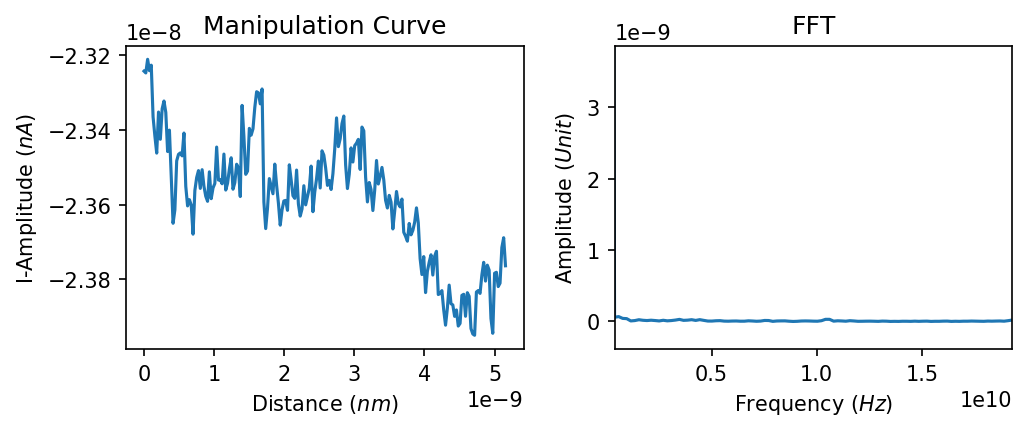 Manipulation Curve
1e−8
−2.32
−2.34
−2.36
−2.38
I-Amplitude (nA)
0 1 2 3 4 5
Distance (nm)
1e−9
FFT
1e−9
3
2
1
0
Amplitude (Unit)
0.5 1.0 1.5
Frequency (Hz)
1e10